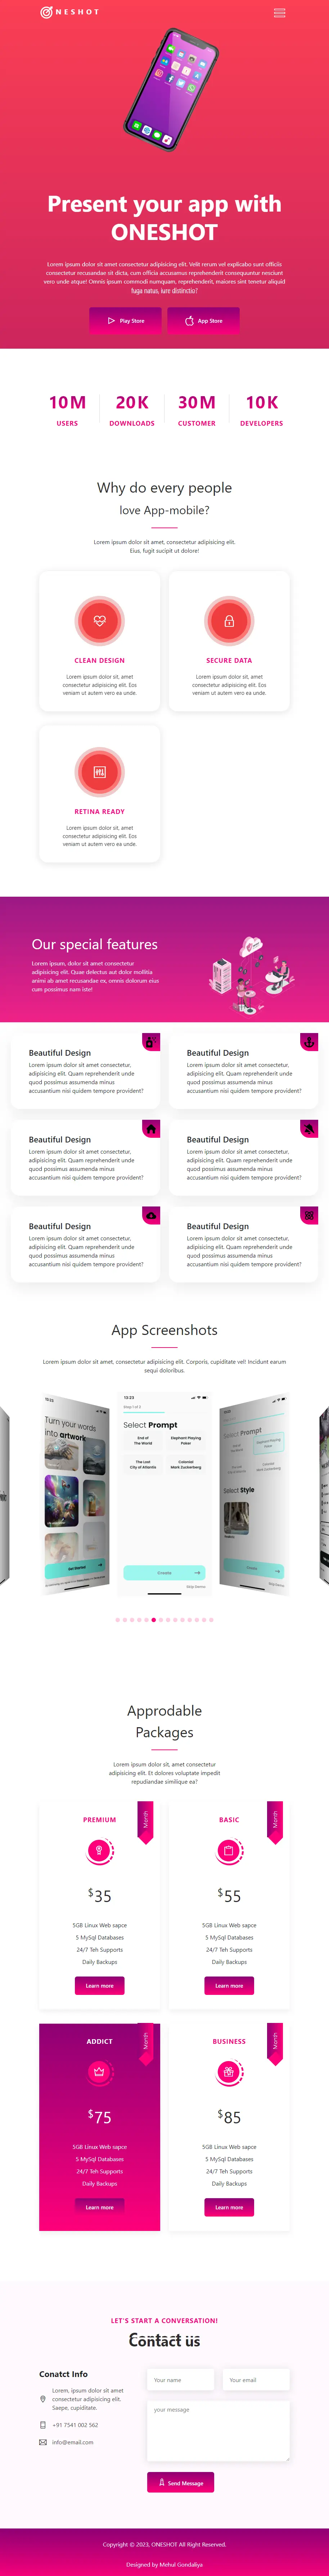 ONESHOT
Present your app with
ONESHOT
Lorem ipsum dolor sit amet consectetur adipisicing elit. Velit rerum vel explicabo sunt officiis
consectetur recusandae sit dicta, cum officia accusamus reprehenderit consequuntur nesciunt
vero unde atque! Omnis ipsum commodi numquam, reprehenderit, maiores sint tenetur aliquid
fuga natus, iure distinctio?
Play Store
App Store
10M
20K
30M
10K
USERS
DOWNLOADS
CUSTOMER
DEVELOPERS
Why do every people
love App-mobile?
Lorem ipsum dolor sit amet, consectetur adipisicing elit.
Eius, fugit sucipit ut dolore!
CLEAN DESIGN
Lorem ipsum dolor sit, amet
consectetur adipisicing elit. Eos
veniam ut autem vero ea unde.
SECURE DATA
Lorem ipsum dolor sit, amet
consectetur adipisicing elit. Eos
veniam ut autem vero ea unde.
RETINA READY
Lorem ipsum dolor sit, amet
consectetur adipisicing elit. Eos
veniam ut autem vero ea unde.
Our special features
Lorem ipsum, dolor sit amet consectetur
adipisicing elit. Quae delectus aut dolor mollitia
animi ab amet recusandae ex, omnis dolorum eius
cum possimus nam iste!
Beautiful Design
Lorem ipsum dolor sit amet consectetur,
adipisicing elit. Quam reprehenderit unde
quod possimus assumenda minus
accusantium nisi quidem tempore provident?
Beautiful Design
Lorem ipsum dolor sit amet consectetur,
adipisicing elit. Quam reprehenderit unde
quod possimus assumenda minus
accusantium nisi quidem tempore provident?
Beautiful Design
Lorem ipsum dolor sit amet consectetur,
adipisicing elit. Quam reprehenderit unde
quod possimus assumenda minus
accusantium nisi quidem tempore provident?
Beautiful Design
Lorem ipsum dolor sit amet consectetur,
adipisicing elit. Quam reprehenderit unde
quod possimus assumenda minus
accusantium nisi quidem tempore provident?
Beautiful Design
Lorem ipsum dolor sit amet consectetur,
adipisicing elit. Quam reprehenderit unde
quod possimus assumenda minus
accusantium nisi quidem tempore provident?
Beautiful Design
Lorem ipsum dolor sit amet consectetur,
adipisicing elit. Quam reprehenderit unde
quod possimus assumenda minus
accusantium nisi quidem tempore provident?
App Screenshots
Lorem ipsum dolor sit amet, consectetur adipisicing elit. Corporis, cupiditate vel! Incidunt earum
sequi doloribus.
Turn your words
into artwork
Get Started
12:23
Step 1 of 2
Select Prompt
End of
The World
Elephant Playing
Poker
The Lost
City of Atlantis
Colonial
Mark Zuckerberg
Create
Skip Demo
Select Prompt
Colonial
Mark Zuckerberg
Select Style
Create
Skip Demo
Approdable
Packages
Lorem ipsum dolor sit, amet consectetur
adipisicing elit. Et dolores voluptate impedit
repudiandae similique ea?
PREMIUM
Month
$35
5GB Linux Web sapce
5 MySql Databases
24/7 Teh Supports
Daily Backups
Learn more
BASIC
Month
$55
5GB Linux Web sapce
5 MySql Databases
24/7 Teh Supports
Daily Backups
Learn more
ADDICT
Month
$75
5GB Linux Web sapce
5 MySql Databases
24/7 Teh Supports
Daily Backups
Learn more
BUSINESS
Month
$85
5GB Linux Web sapce
5 MySql Databases
24/7 Teh Supports
Daily Backups
Learn more
LET'S START A CONVERSATION!
Contact us
Conatct Info
Lorem, ipsum dolor sit amet
consectetur adipisicing elit.
Saepe, cupiditate.
+91 7541 002 562
info@email.com
Your name
Your email
your message
Send Message
Copyright © 2023, ONESHOT All Right Reserved.
Designed by Mehul Gondaliya